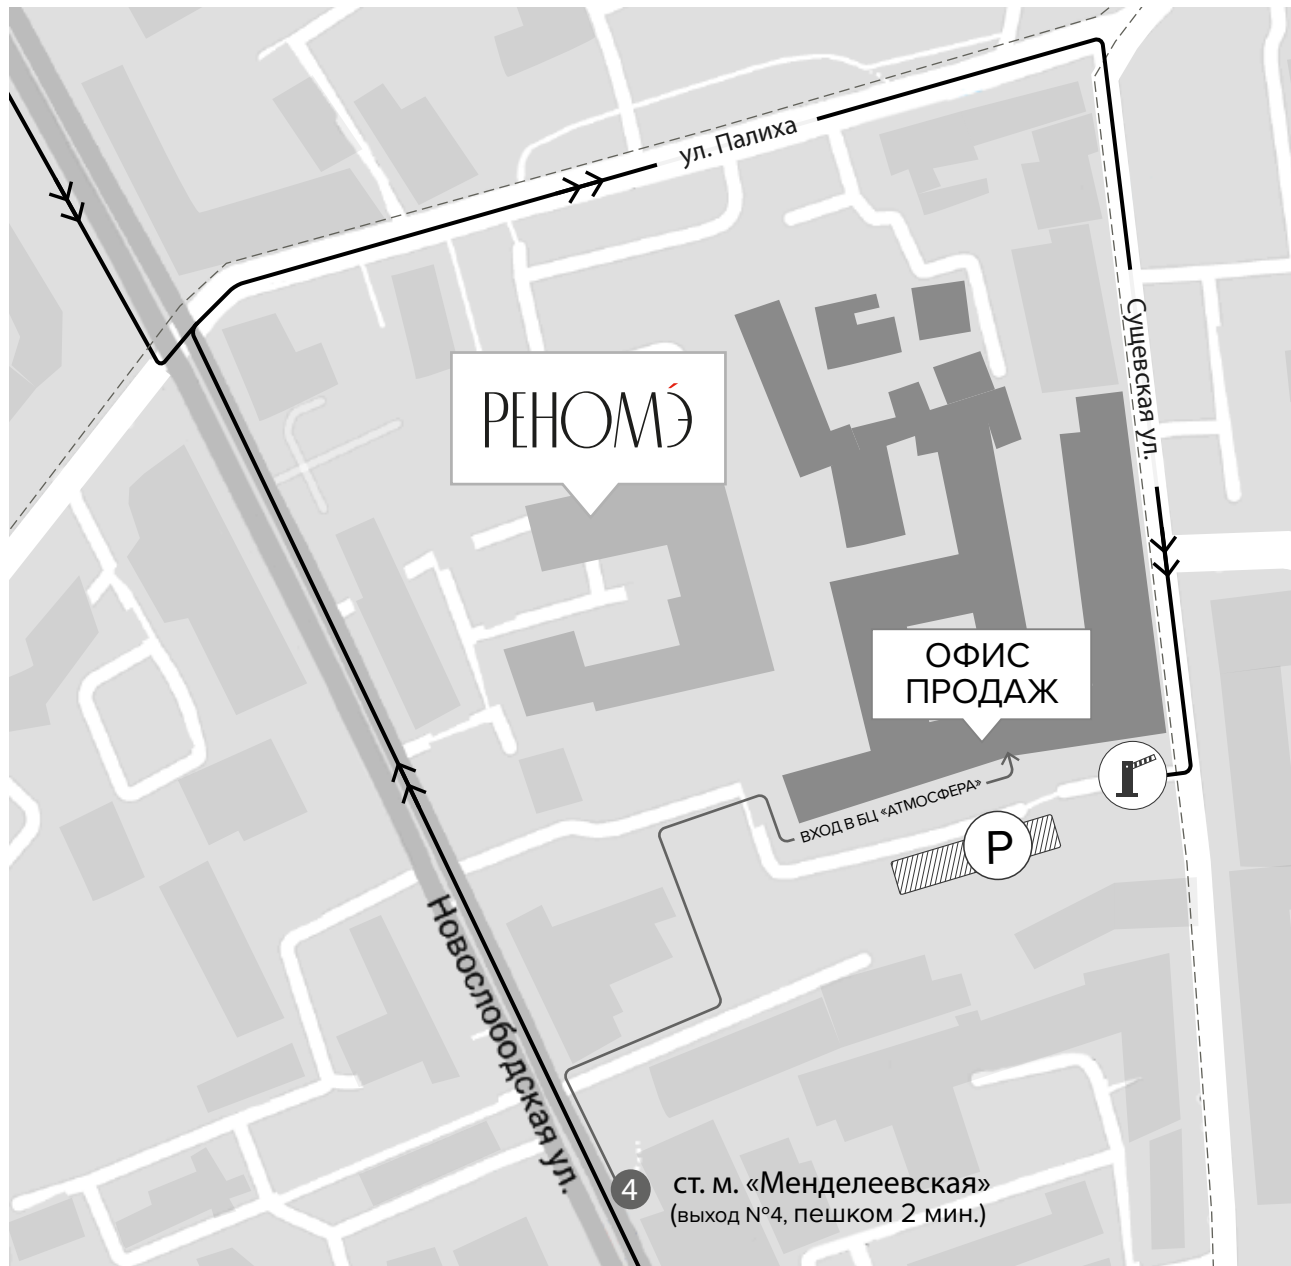 ул. Палиха
Сущевская ул.
РЕНОМЭ́
ОФИС
ПРОДАЖ
ВХОД В БЦ «АТМОСФЕРА»
P
Новослободская ул.
4
ст. м. «Менделеевская»
(выход №4, пешком 2 мин.)